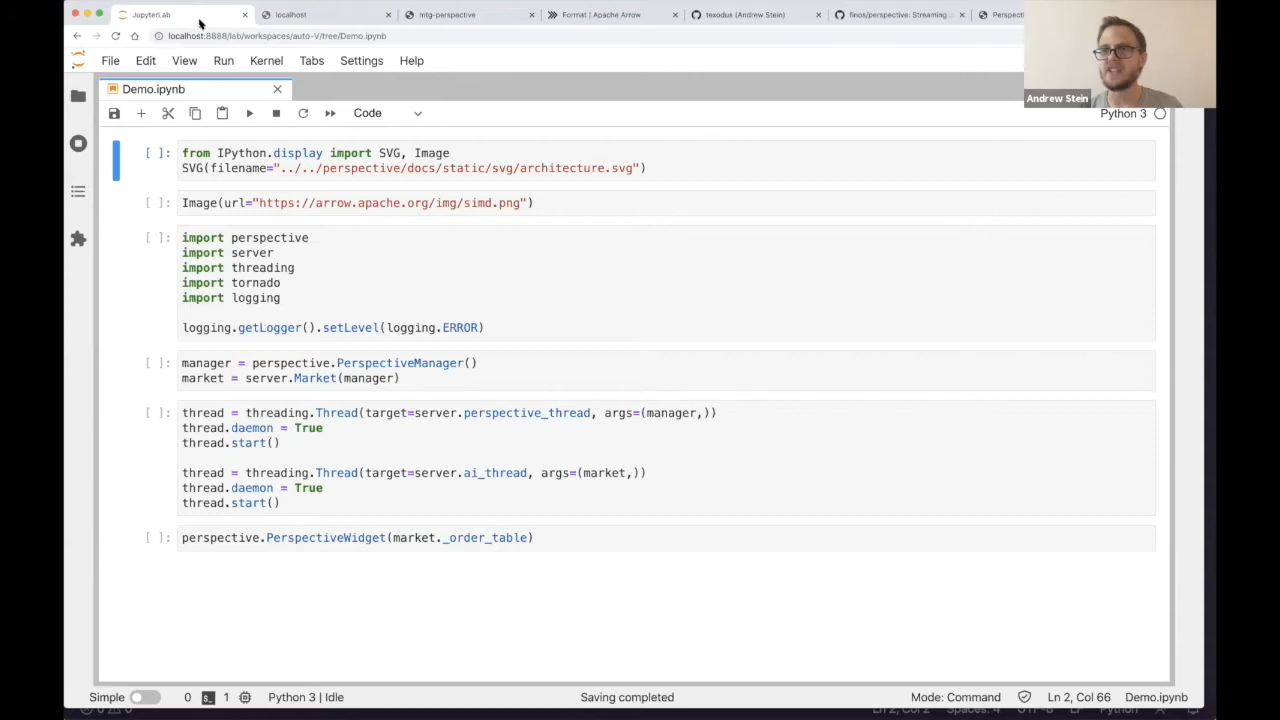 JupyterLab
localhost
mtg-perspective
Format | Apache Arrow
texodus (Andrew Stein)
finos/perspective: Streaming
Perspecti
localhost:8888/lab/workspaces/auto-V/tree/Demo.ipynb
File Edit View Run Kernel Tabs Settings Help
Andrew Stein
Demo.ipynb
Code
Python 3
[ ]: from IPython.display import SVG, Image
SVG(filename="../../perspective/docs/static/svg/architecture.svg")
[ ]: Image(url="https://arrow.apache.org/img/simd.png")
[ ]: import perspective
import server
import threading
import tornado
import logging
logging.getLogger().setLevel(logging.ERROR)
[ ]: manager = perspective.PerspectiveManager()
market = server.Market(manager)
[ ]: thread = threading.Thread(target=server.perspective_thread, args=(manager,))
thread.daemon = True
thread.start()
thread = threading.Thread(target=server.ai_thread, args=(market,))
thread.daemon = True
thread.start()
[ ]: perspective.PerspectiveWidget(market._order_table)
Simple 0 1 Python 3 | Idle Saving completed Mode: Command Ln 2, Col 66 Demo.ipynb